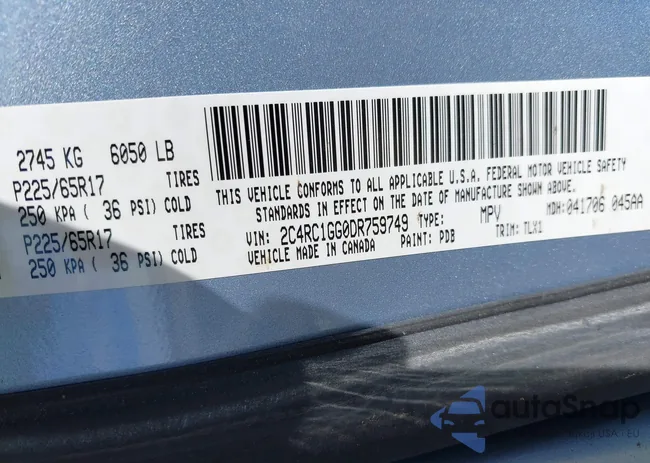 2745 KG 6050 LB
P225/65R17 TIRES
250 KPA ( 36 PSI) COLD
P225/65R17 TIRES
250 KPA ( 36 PSI) COLD
THIS VEHICLE CONFORMS TO ALL APPLICABLE U.S.A. FEDERAL MOTOR VEHICLE SAFETY
STANDARDS IN EFFECT ON THE DATE OF MANUFACTURE SHOWN ABOVE.
VIN: 2C4RC1GG0DR759749 TYPE: MPV MDH:041706 045AA
VEHICLE MADE IN CANADA PAINT: PDB TRIM: TLX1
autoSnap